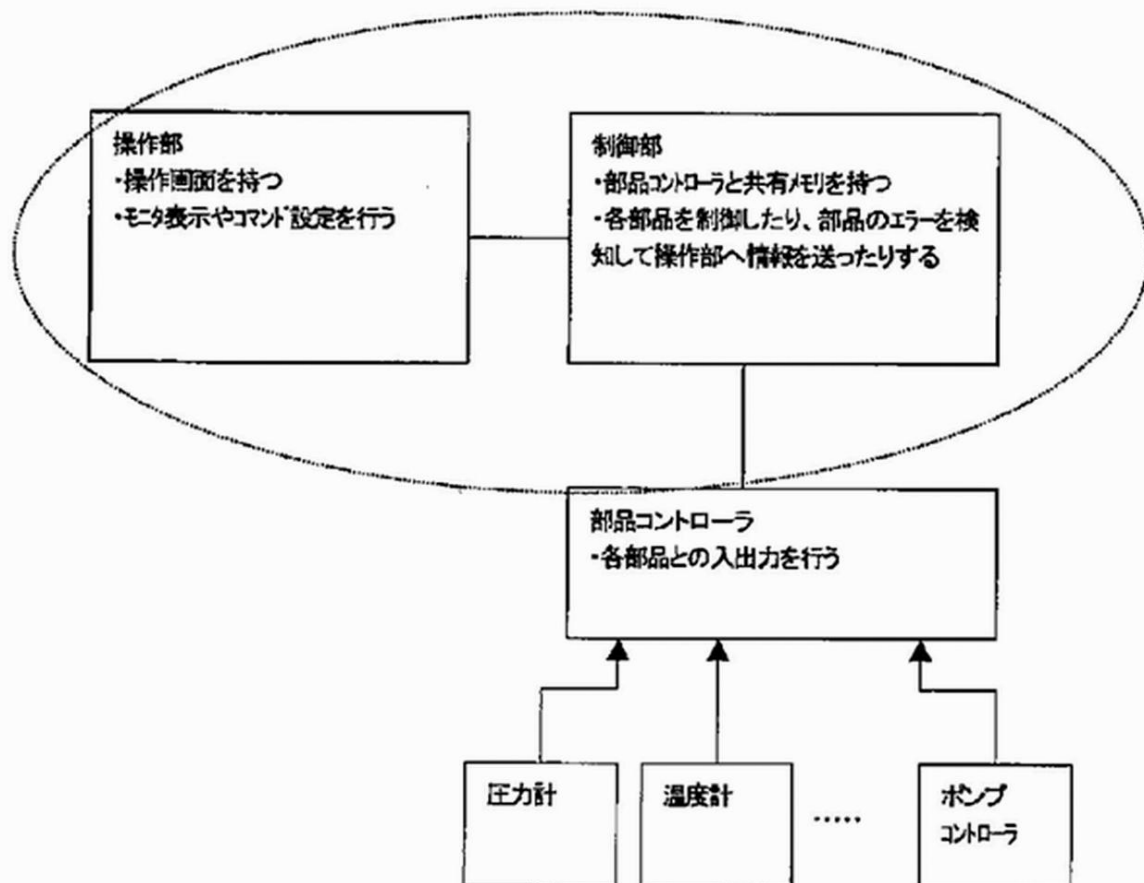 操作部
・操作画面を持つ
・モニタ表示やコマンド設定を行う
制御部
・部品コントローラと共有メモリを持つ
・各部品を制御したり、部品のエラーを検
知して操作部へ情報を送ったりする
部品コントローラ
・各部品との入出力を行う
圧力計
温度計
.....
ポンプ
コントローラ